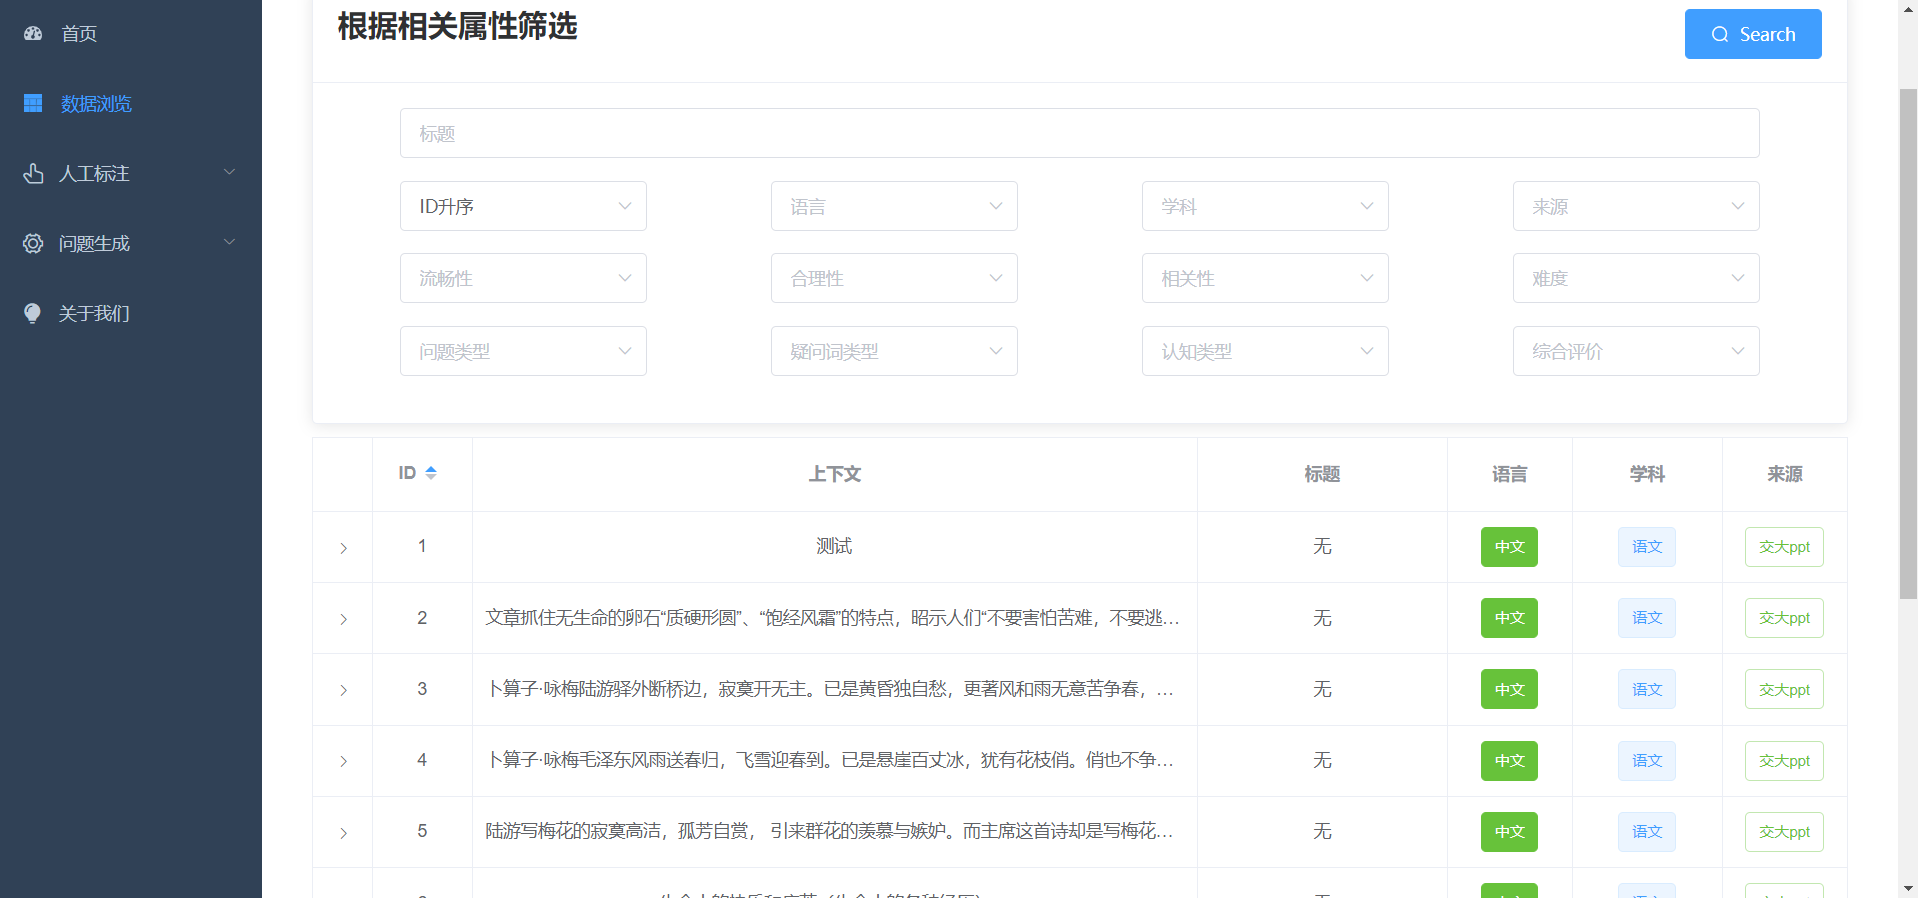 首页
数据浏览
人工标注
问题生成
关于我们
根据相关属性筛选
Search
标题
ID升序 语言 学科 来源
流畅性 合理性 相关性 难度
问题类型 疑问词类型 认知类型 综合评价
ID 上下文 标题 语言 学科 来源
1 测试 无 中文 语文 交大ppt
2 文章抓住无生命的卵石“质硬形圆”、“饱经风霜”的特点，昭示人们“不要害怕苦难，不要逃… 无 中文 语文 交大ppt
3 卜算子·咏梅陆游驿外断桥边，寂寞开无主。已是黄昏独自愁，更著风和雨无意苦争春，… 无 中文 语文 交大ppt
4 卜算子·咏梅毛泽东风雨送春归，飞雪迎春到。已是悬崖百丈冰，犹有花枝俏。俏也不争… 无 中文 语文 交大ppt
5 陆游写梅花的寂寞高洁，孤芳自赏， 引来群花的羡慕与嫉妒。而主席这首诗却是写梅花… 无 中文 语文 交大ppt